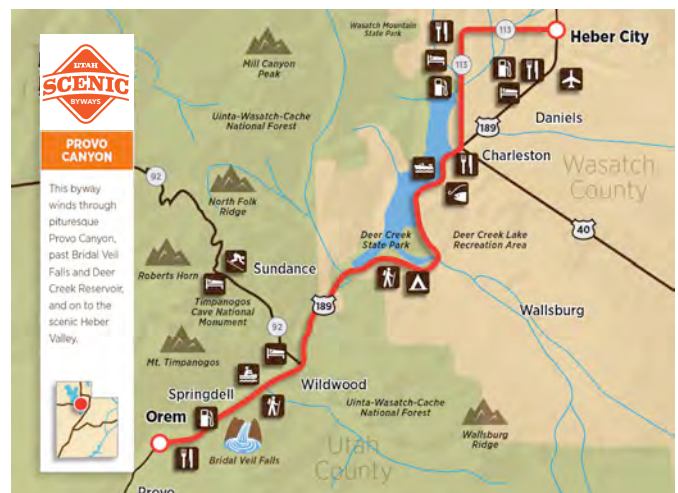 UTAH
SCENIC
BYWAYS
PROVO
CANYON
This byway
winds through
pituresque
Provo Canyon,
past Bridal Veil
Falls and Deer
Creek Reservoir,
and on to the
scenic Heber
Valley.
Wasatch Mountain
State Park
113
Heber City
113
Mill Canyon
Peak
Uinta-Wasatch-Cache
National Forest
Daniels
189
Charleston
Wasatch
County
92
North Folk
Ridge
40
Deer Creek
State Park
Deer Creek Lake
Recreation Area
Roberts Horn
Sundance
Timpanogos
Cave National
Monument
189
Wallsburg
92
Mt. Timpanogos
Springdell
Wildwood
Orem
Uinta-Wasatch-Cache
National Forest
Wallsburg
Ridge
Bridal Veil Falls
Utah
County
Provo